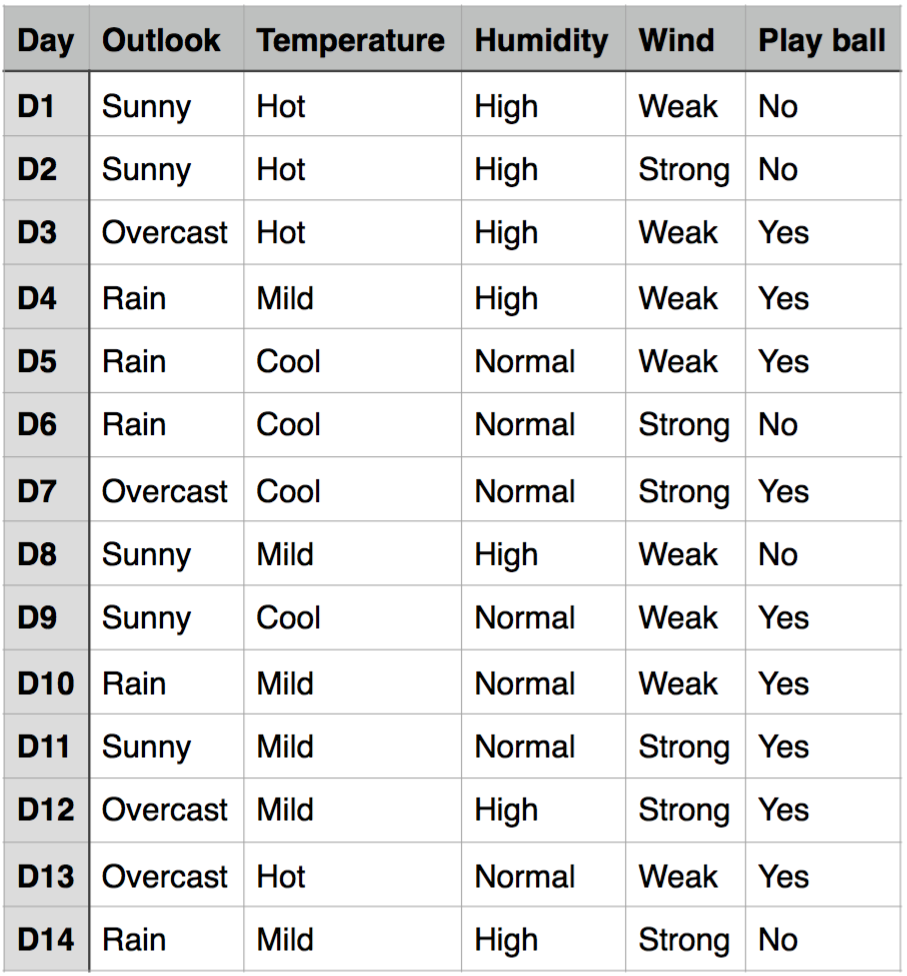 Day Outlook Temperature Humidity Wind Play ball
D1 Sunny Hot High Weak No
D2 Sunny Hot High Strong No
D3 Overcast Hot High Weak Yes
D4 Rain Mild High Weak Yes
D5 Rain Cool Normal Weak Yes
D6 Rain Cool Normal Strong No
D7 Overcast Cool Normal Strong Yes
D8 Sunny Mild High Weak No
D9 Sunny Cool Normal Weak Yes
D10 Rain Mild Normal Weak Yes
D11 Sunny Mild Normal Strong Yes
D12 Overcast Mild High Strong Yes
D13 Overcast Hot Normal Weak Yes
D14 Rain Mild High Strong No